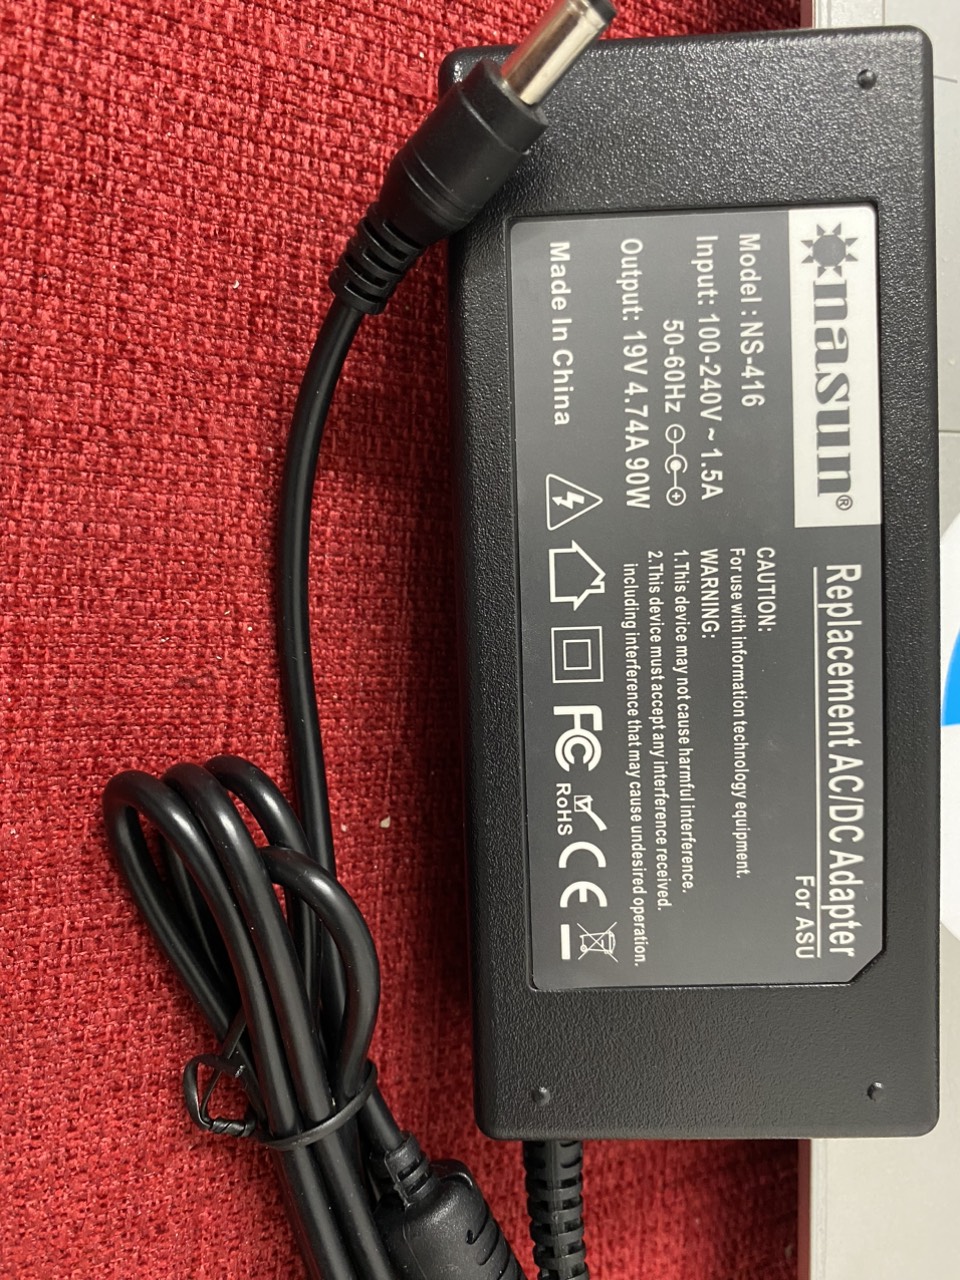 nasun®
Model : NS-416
Input: 100-240V ~ 1.5A
50-60Hz
Output: 19V 4.74A 90W
Made In China
Replacement AC/DC Adapter
For ASU
CAUTION:
For use with information technology equipment.
WARNING:
1.This device may not cause harmful interference.
2.This device must accept any interference received.
including interference that may cause undesired operation.
FC
RoHS
CE